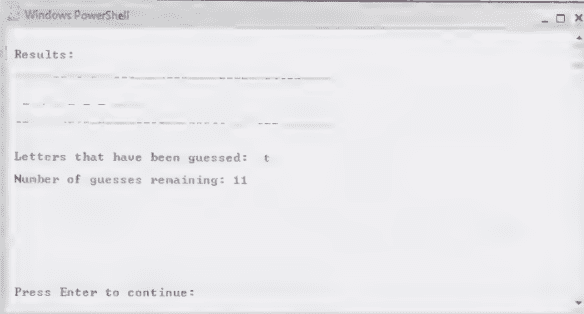 Windows PowerShell
Results:
Letters that have been guessed: t
Number of guesses remaining: 11
Press Enter to continue: